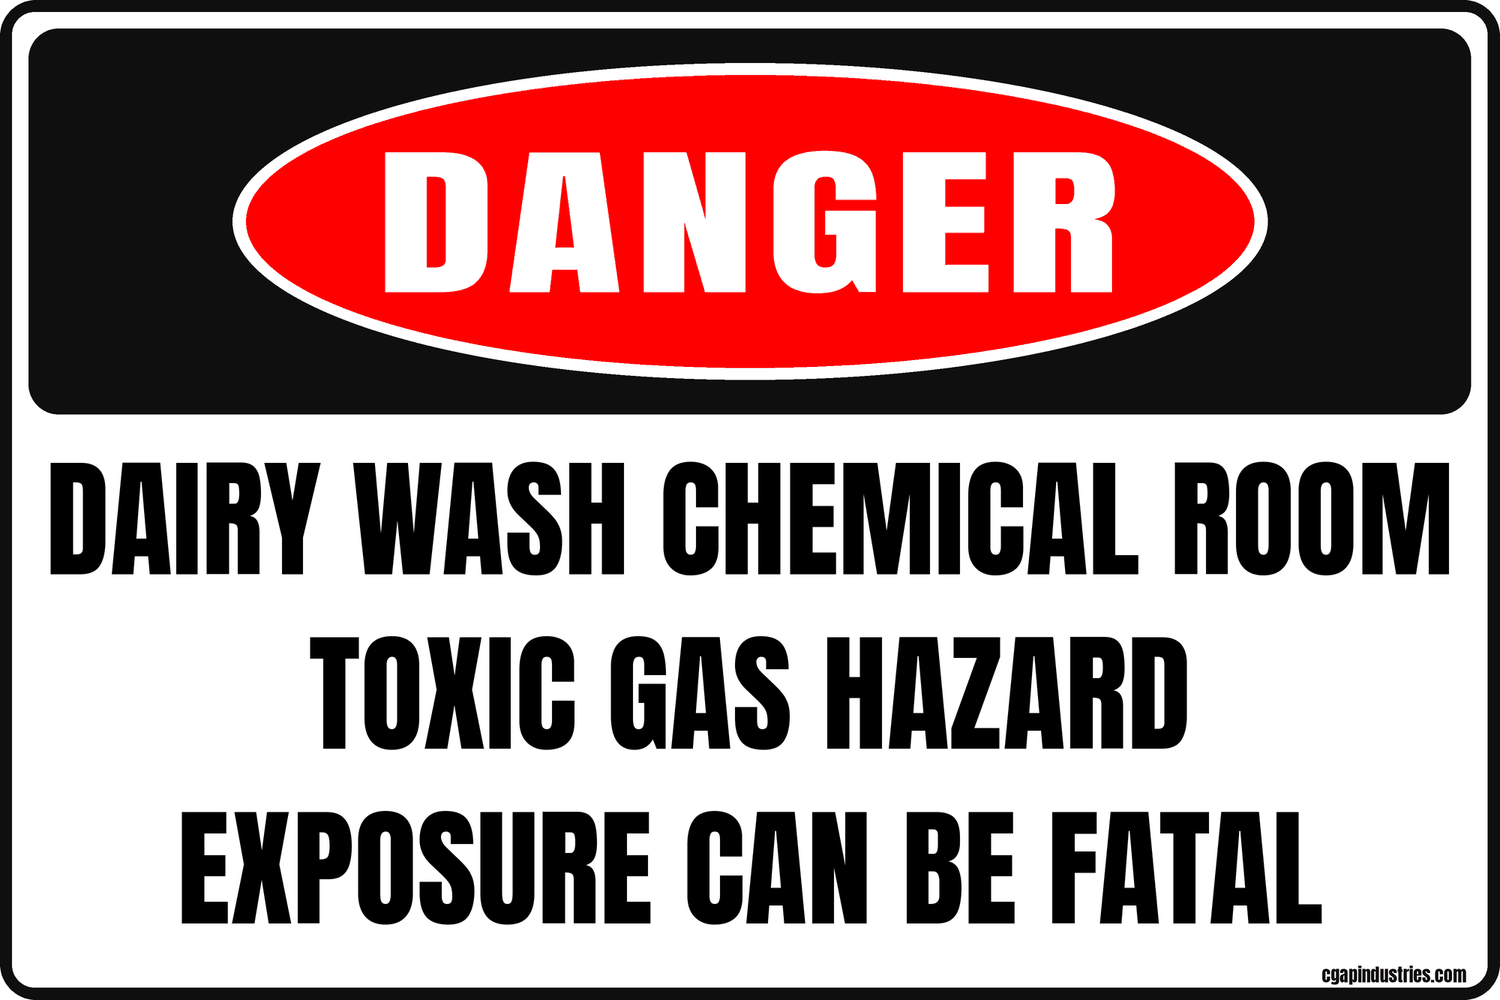 DANGER
DAIRY WASH CHEMICAL ROOM
TOXIC GAS HAZARD
EXPOSURE CAN BE FATAL
cgapindustries.com